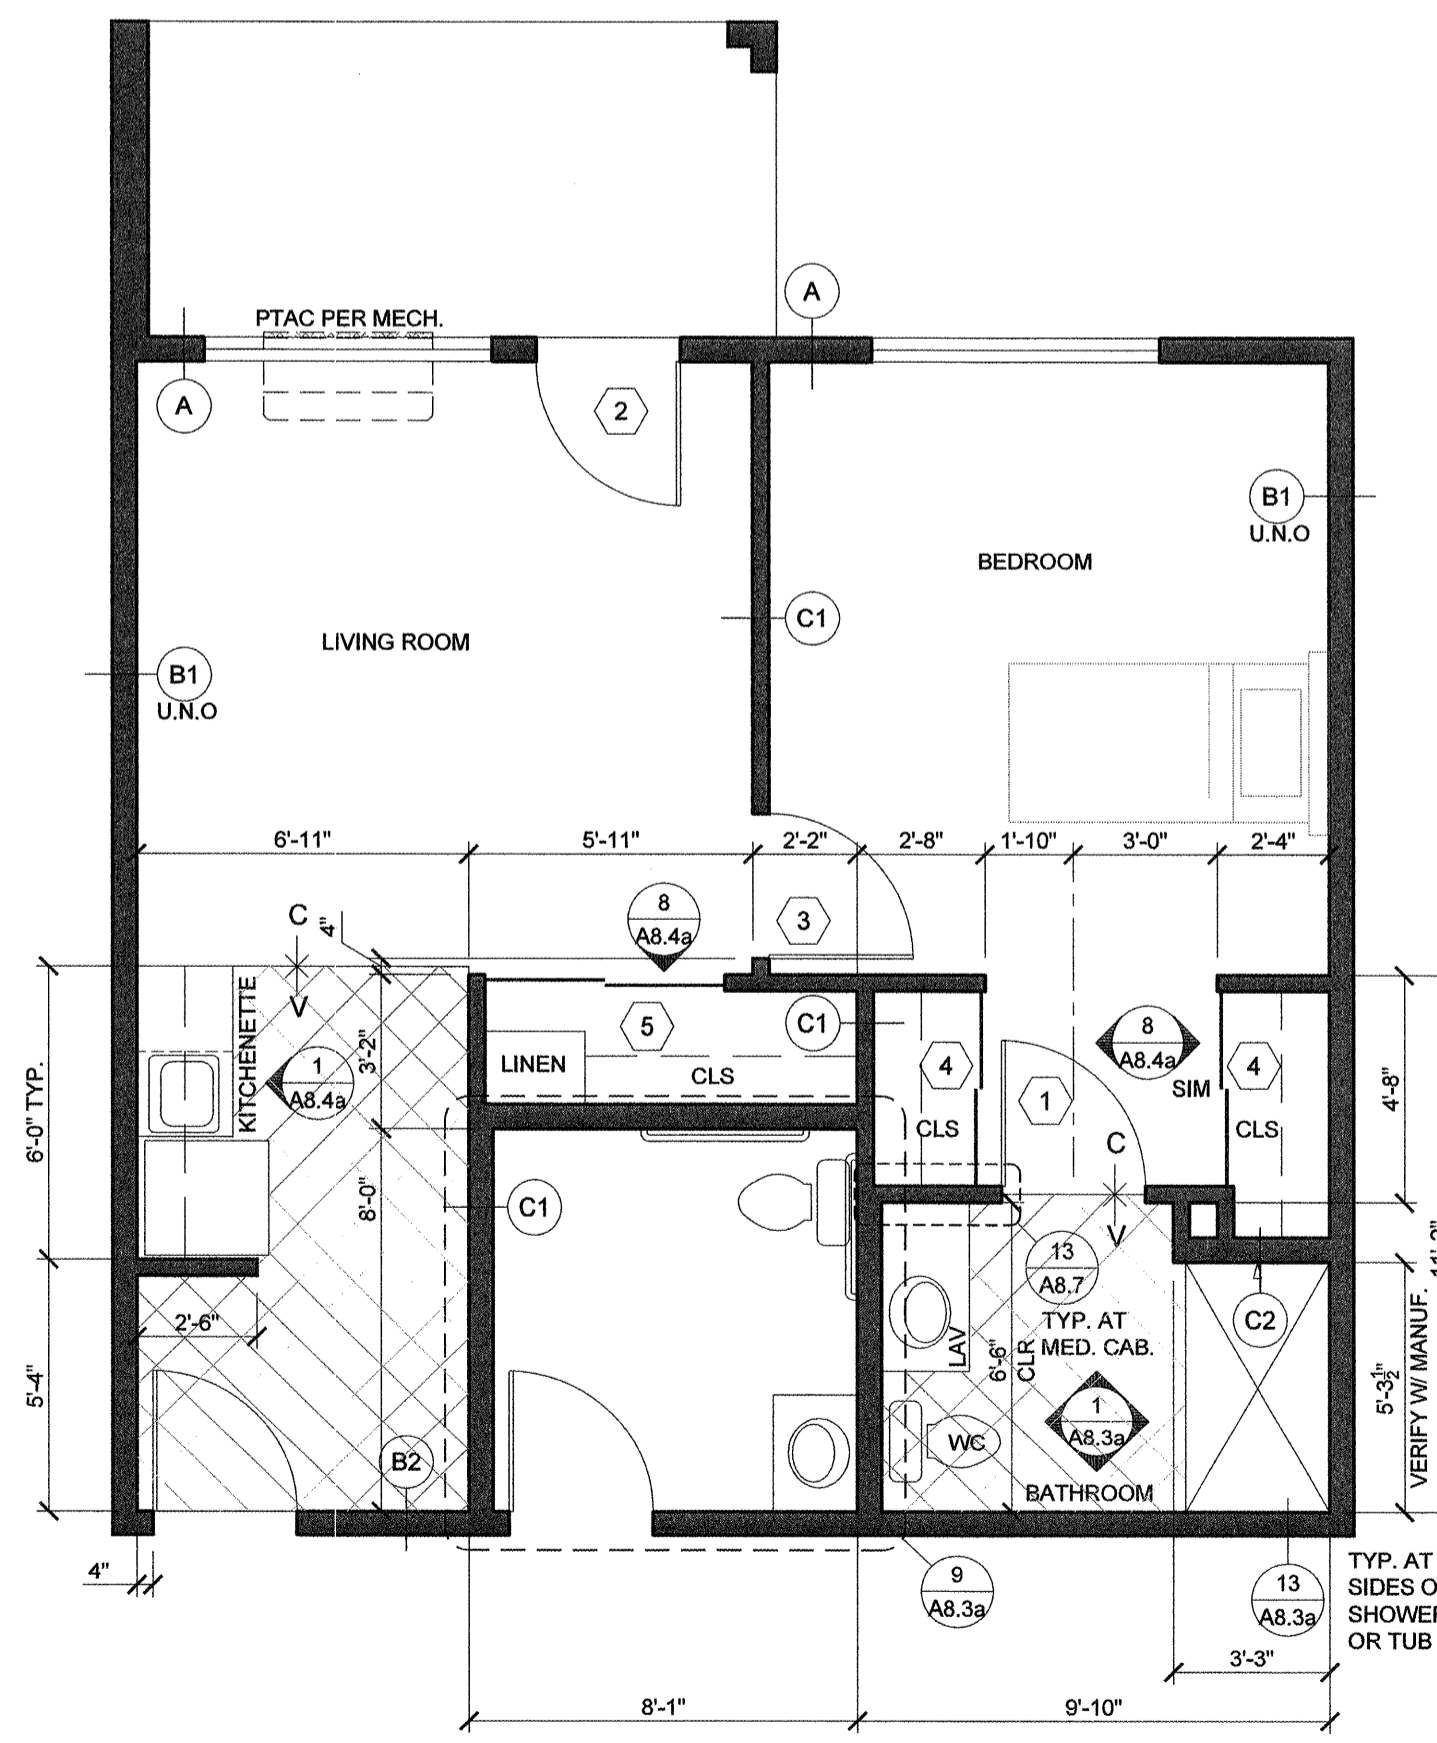 PTAC PER MECH.
A
A
2
B1
U.N.O
BEDROOM
C1
LIVING ROOM
B1
U.N.O
6'-11"
5'-11"
2'-2"
2'-8"
1'-10"
3'-0"
2'-4"
C
4"
8
A8.4a
3
V
KITCHENETTE
3'-2"
5
C1
LINEN
CLS
1
A8.4a
4
CLS
1
8
A8.4a
SIM
4
CLS
4'-8"
6'-0" TYP.
8'-0"
C1
C
V
13
A8.7
TYP. AT
MED. CAB.
C2
LAV
6'-6"
CLR
2'-6"
5'-4"
5'-3½"
VERIFY W/ MANUF.
1
A8.3a
WC
B2
BATHROOM
4"
9
A8.3a
13
A8.3a
TYP. AT
SIDES O
SHOWER
OR TUB
3'-3"
8'-1"
9'-10"